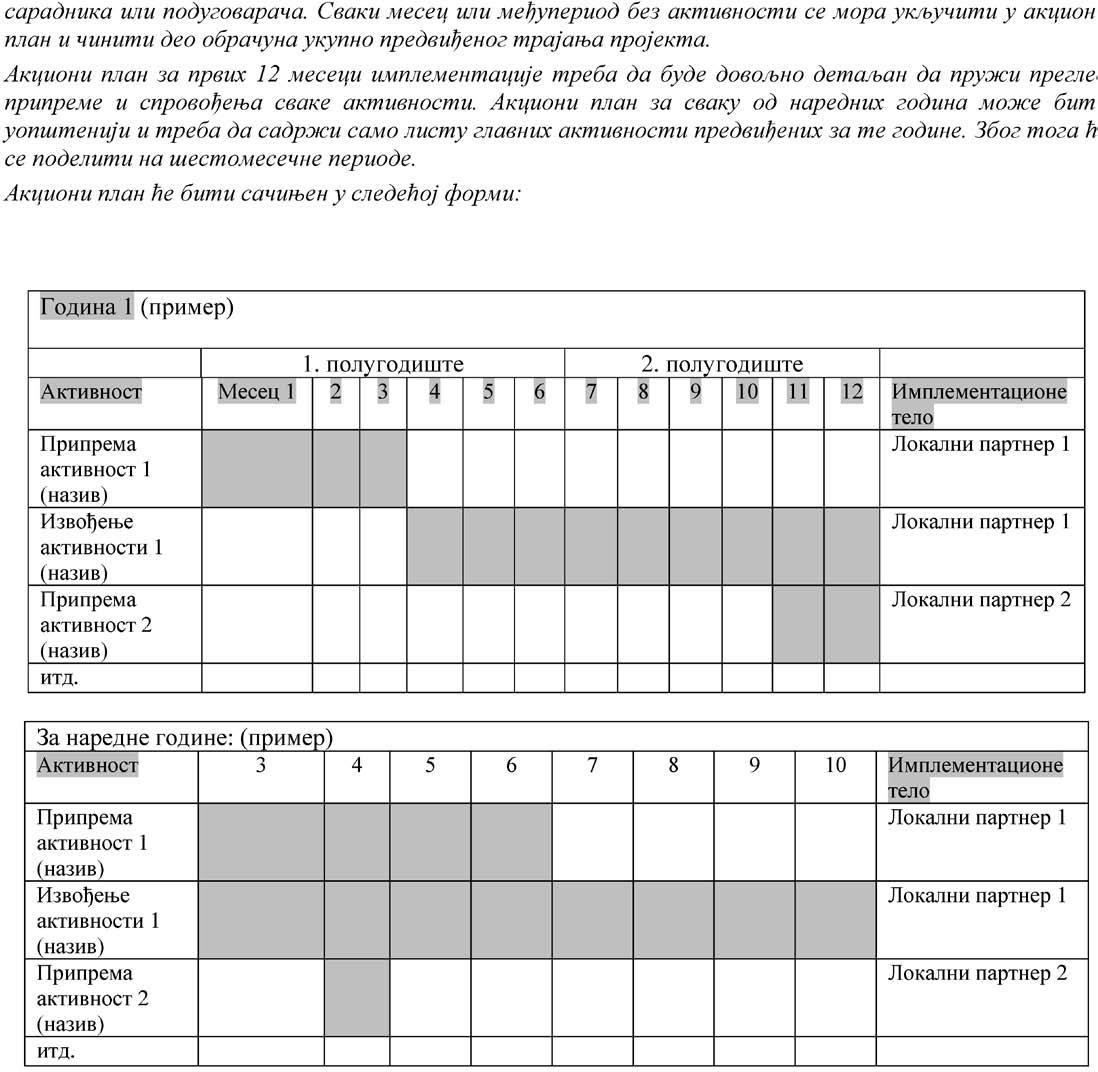 сарадника или подуговарача. Сваки месец или међупериод без активности се мора укључити у акцион
план и чинити део обрачуна укупно предвиђеног трајања пројекта.
Акциони план за првих 12 месеци имплементације треба да буде довољно детаљан да пружи прегле
припреме и спровођења сваке активности. Акциони план за сваку од наредних година може бит
уопштенији и треба да садржи само листу главних активности предвиђених за те године. Због тога ћ
се поделити на шестомесечне периоде.
Акциони план ће бити сачињен у следећој форми:
Година 1 (пример)
1. полугодиште 2. полугодиште
Активност Месец 1 2 3 4 5 6 7 8 9 10 11 12 Имплементационе
тело
Припрема Локални партнер 1
активност 1
(назив)
Извођење Локални партнер 1
активности 1
(назив)
Припрема Локални партнер 2
активност 2
(назив)
итд.
За наредне године: (пример)
Активност 3 4 5 6 7 8 9 10 Имплементационе
тело
Припрема Локални партнер 1
активност 1
(назив)
Извођење Локални партнер 1
активности 1
(назив)
Припрема Локални партнер 2
активност 2
(назив)
итд.